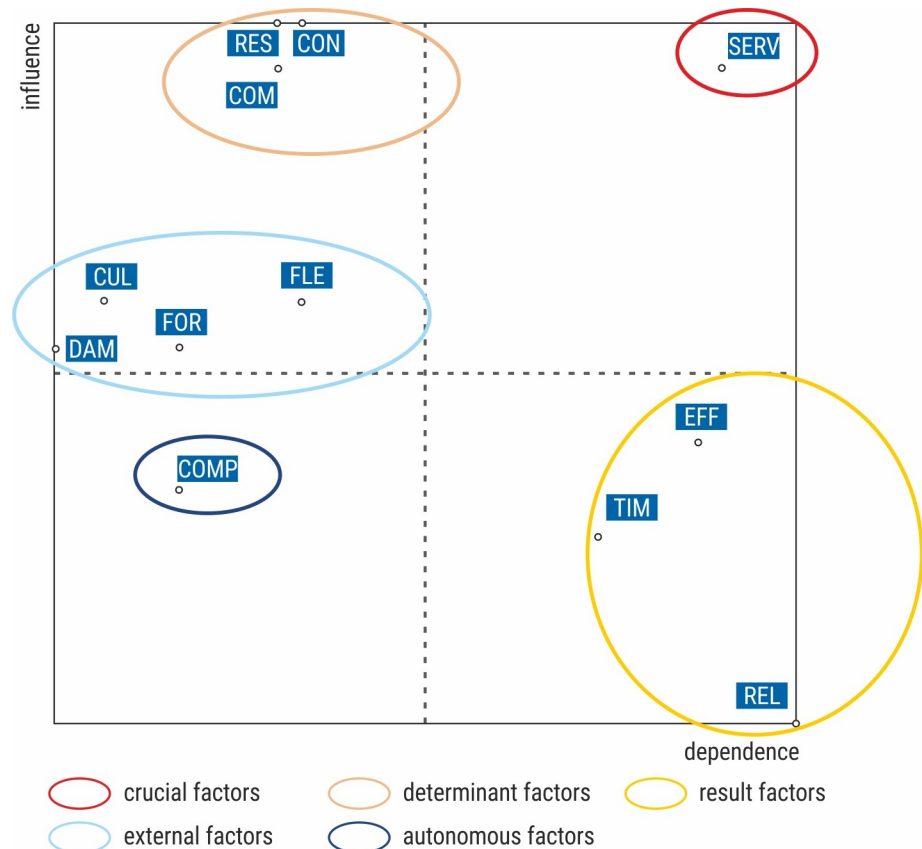 influence
RES
CON
SERV
COM
CUL
FLE
FOR
DAM
EFF
COMP
TIM
REL
dependence
crucial factors
determinant factors
result factors
external factors
autonomous factors